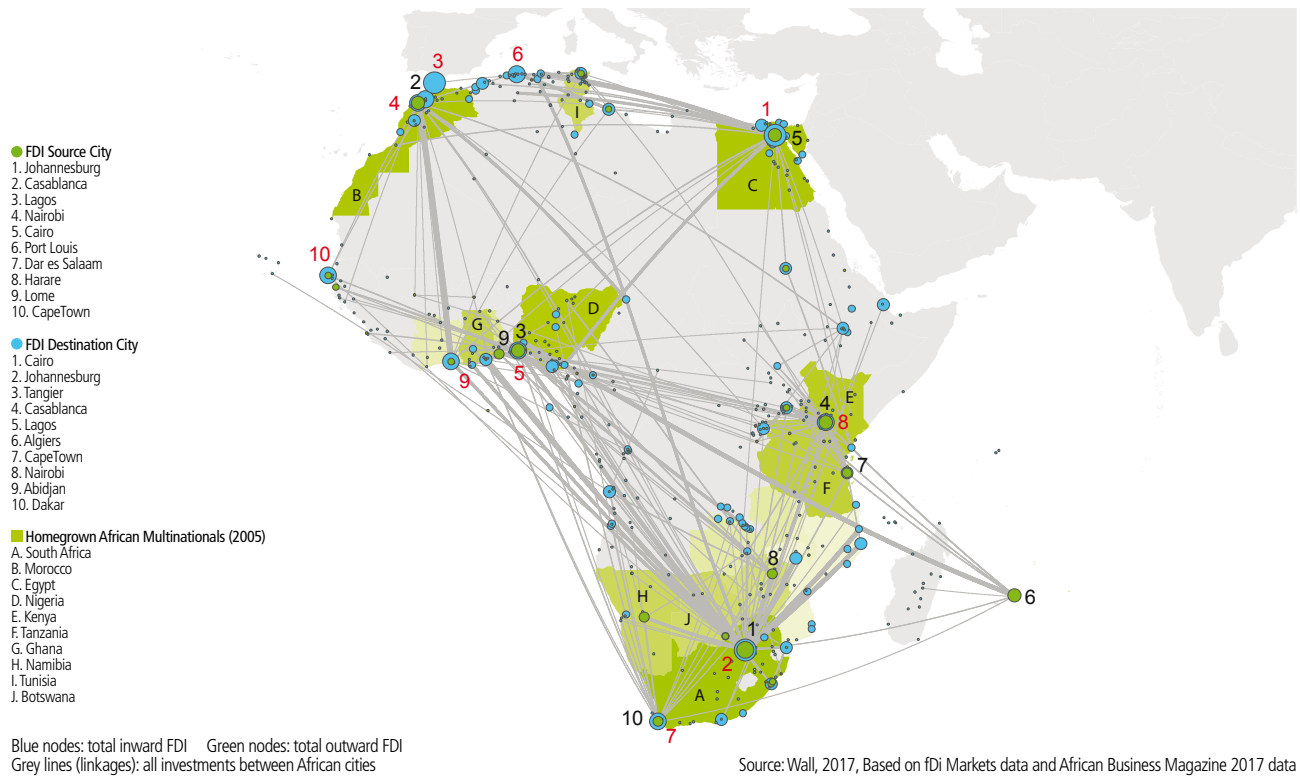 FDI Source City
1. Johannesburg
2. Casablanca
3. Lagos
4. Nairobi
5. Cairo
6. Port Louis
7. Dar es Salaam
8. Harare
9. Lome
10. CapeTown
FDI Destination City
1. Cairo
2. Johannesburg
3. Tangier
4. Casablanca
5. Lagos
6. Algiers
7. CapeTown
8. Nairobi
9. Abidjan
10. Dakar
Homegrown African Multinationals (2005)
A. South Africa
B. Morocco
C. Egypt
D. Nigeria
E. Kenya
F. Tanzania
G. Ghana
H. Namibia
I. Tunisia
J. Botswana
3
6
2
4
I
1
5
C
B
10
D
G
3
9
5
9
E
4
8
7
F
8
6
H
J
1
2
A
10
7
Blue nodes: total inward FDI Green nodes: total outward FDI
Grey lines (linkages): all investments between African cities
Source: Wall, 2017, Based on fDi Markets data and African Business Magazine 2017 data